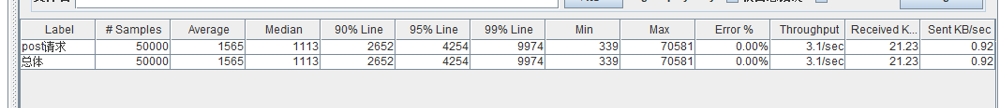 Label # Samples Average Median 90% Line 95% Line 99% Line Min Max Error % Throughput Received K... Sent KB/sec
post请求 50000 1565 1113 2652 4254 9974 339 70581 0.00% 3.1/sec 21.23 0.92
总体 50000 1565 1113 2652 4254 9974 339 70581 0.00% 3.1/sec 21.23 0.92